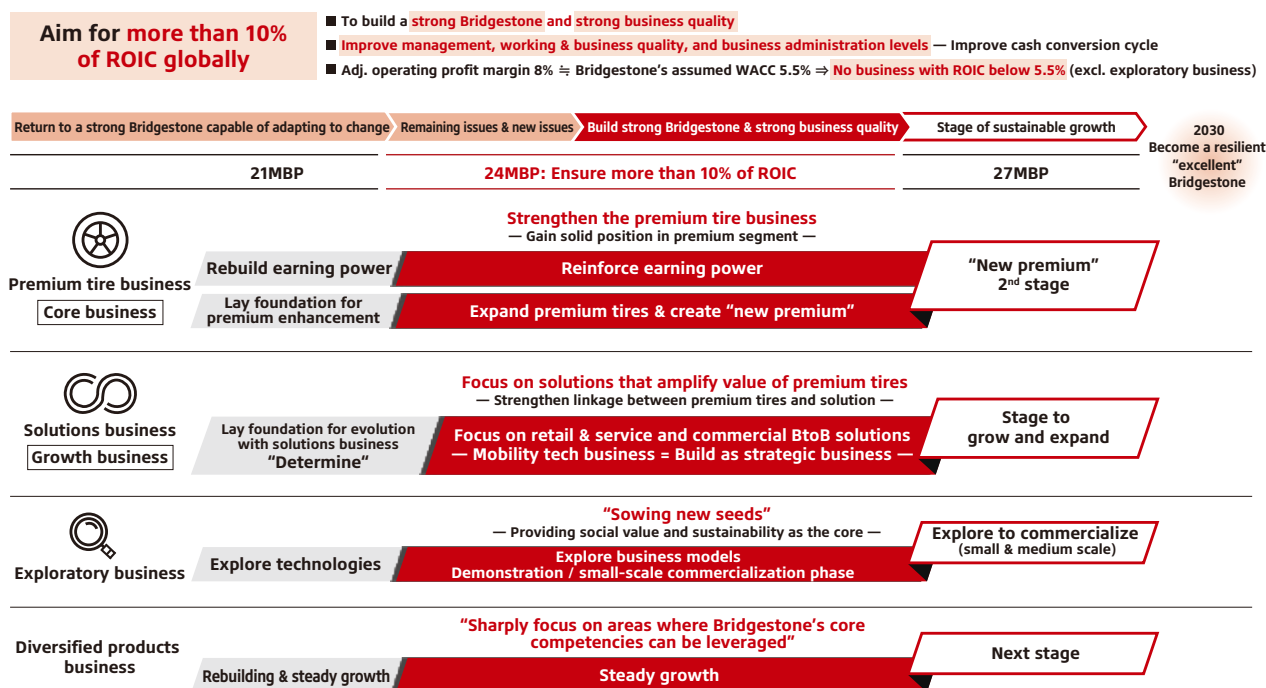 Aim for more than 10%
of ROIC globally
■ To build a strong Bridgestone and strong business quality
■ Improve management, working & business quality, and business administration levels — Improve cash conversion cycle
■ Adj. operating profit margin 8% ≒ Bridgestone's assumed WACC 5.5% ⇒ No business with ROIC below 5.5% (excl. exploratory business)
Return to a strong Bridgestone capable of adapting to change
Remaining issues & new issues
Build strong Bridgestone & strong business quality
Stage of sustainable growth
2030
Become a resilient
“excellent”
Bridgestone
21MBP
24MBP: Ensure more than 10% of ROIC
27MBP
Premium tire business
Core business
Strengthen the premium tire business
— Gain solid position in premium segment —
Rebuild earning power
Reinforce earning power
Lay foundation for
premium enhancement
Expand premium tires & create “new premium”
“New premium”
2nd stage
Solutions business
Growth business
Focus on solutions that amplify value of premium tires
— Strengthen linkage between premium tires and solution —
Lay foundation for evolution
with solutions business
“Determine“
Focus on retail & service and commercial BtoB solutions
— Mobility tech business = Build as strategic business —
Stage to
grow and expand
Exploratory business
“Sowing new seeds”
— Providing social value and sustainability as the core —
Explore technologies
Explore business models
Demonstration / small-scale commercialization phase
Explore to commercialize
(small & medium scale)
Diversified products
business
“Sharply focus on areas where Bridgestone’s core
competencies can be leveraged”
Rebuilding & steady growth
Steady growth
Next stage